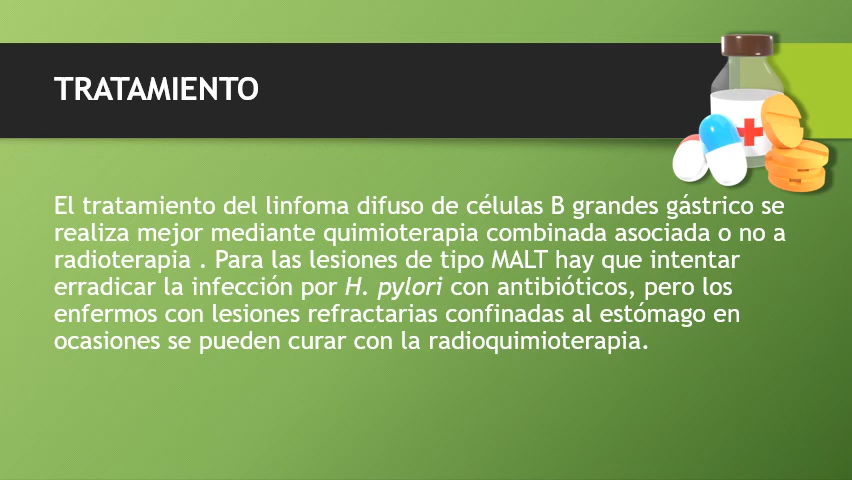 TRATAMIENTO
El tratamiento del linfoma difuso de células B grandes gástrico se
realiza mejor mediante quimioterapia combinada asociada o no a
radioterapia . Para las lesiones de tipo MALT hay que intentar
erradicar la infección por H. pylori con antibióticos, pero los
enfermos con lesiones refractarias confinadas al estómago en
ocasiones se pueden curar con la radioquimioterapia.